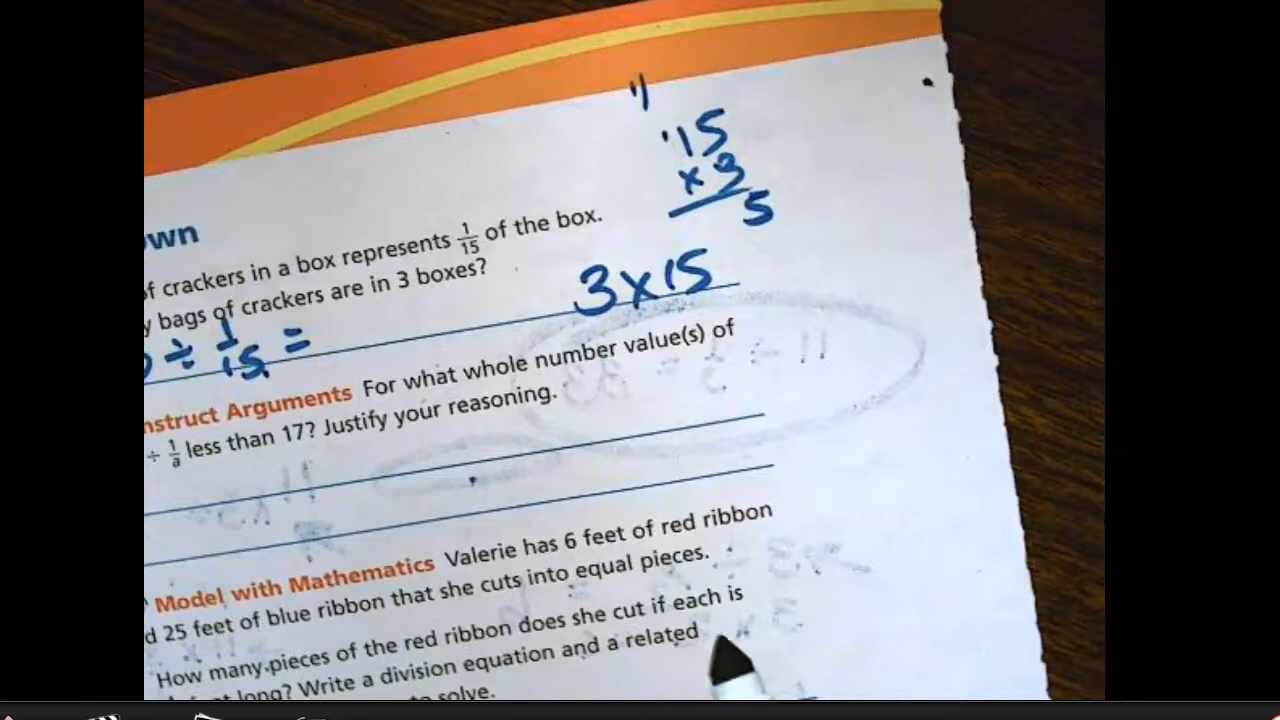 own
of crackers in a box represents 1/15 of the box.
bags of crackers are in 3 boxes?
15
× 3
5
3 × 15
÷ 1/15 =
Construct Arguments For what whole number value(s) of
÷ 1/a less than 17? Justify your reasoning.
Model with Mathematics Valerie has 6 feet of red ribbon
d 25 feet of blue ribbon that she cuts into equal pieces.
How many pieces of the red ribbon does she cut if each is
long? Write a division equation and a related
to solve.